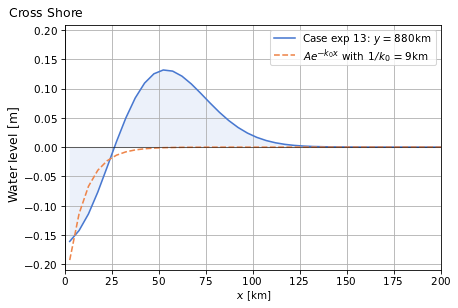 Cross Shore
Case exp 13: y = 880km
Ae^{-k_0x} with 1/k_0 = 9km
Water level [m]
0.20
0.15
0.10
0.05
0.00
−0.05
−0.10
−0.15
−0.20
0 25 50 75 100 125 150 175 200
x [km]